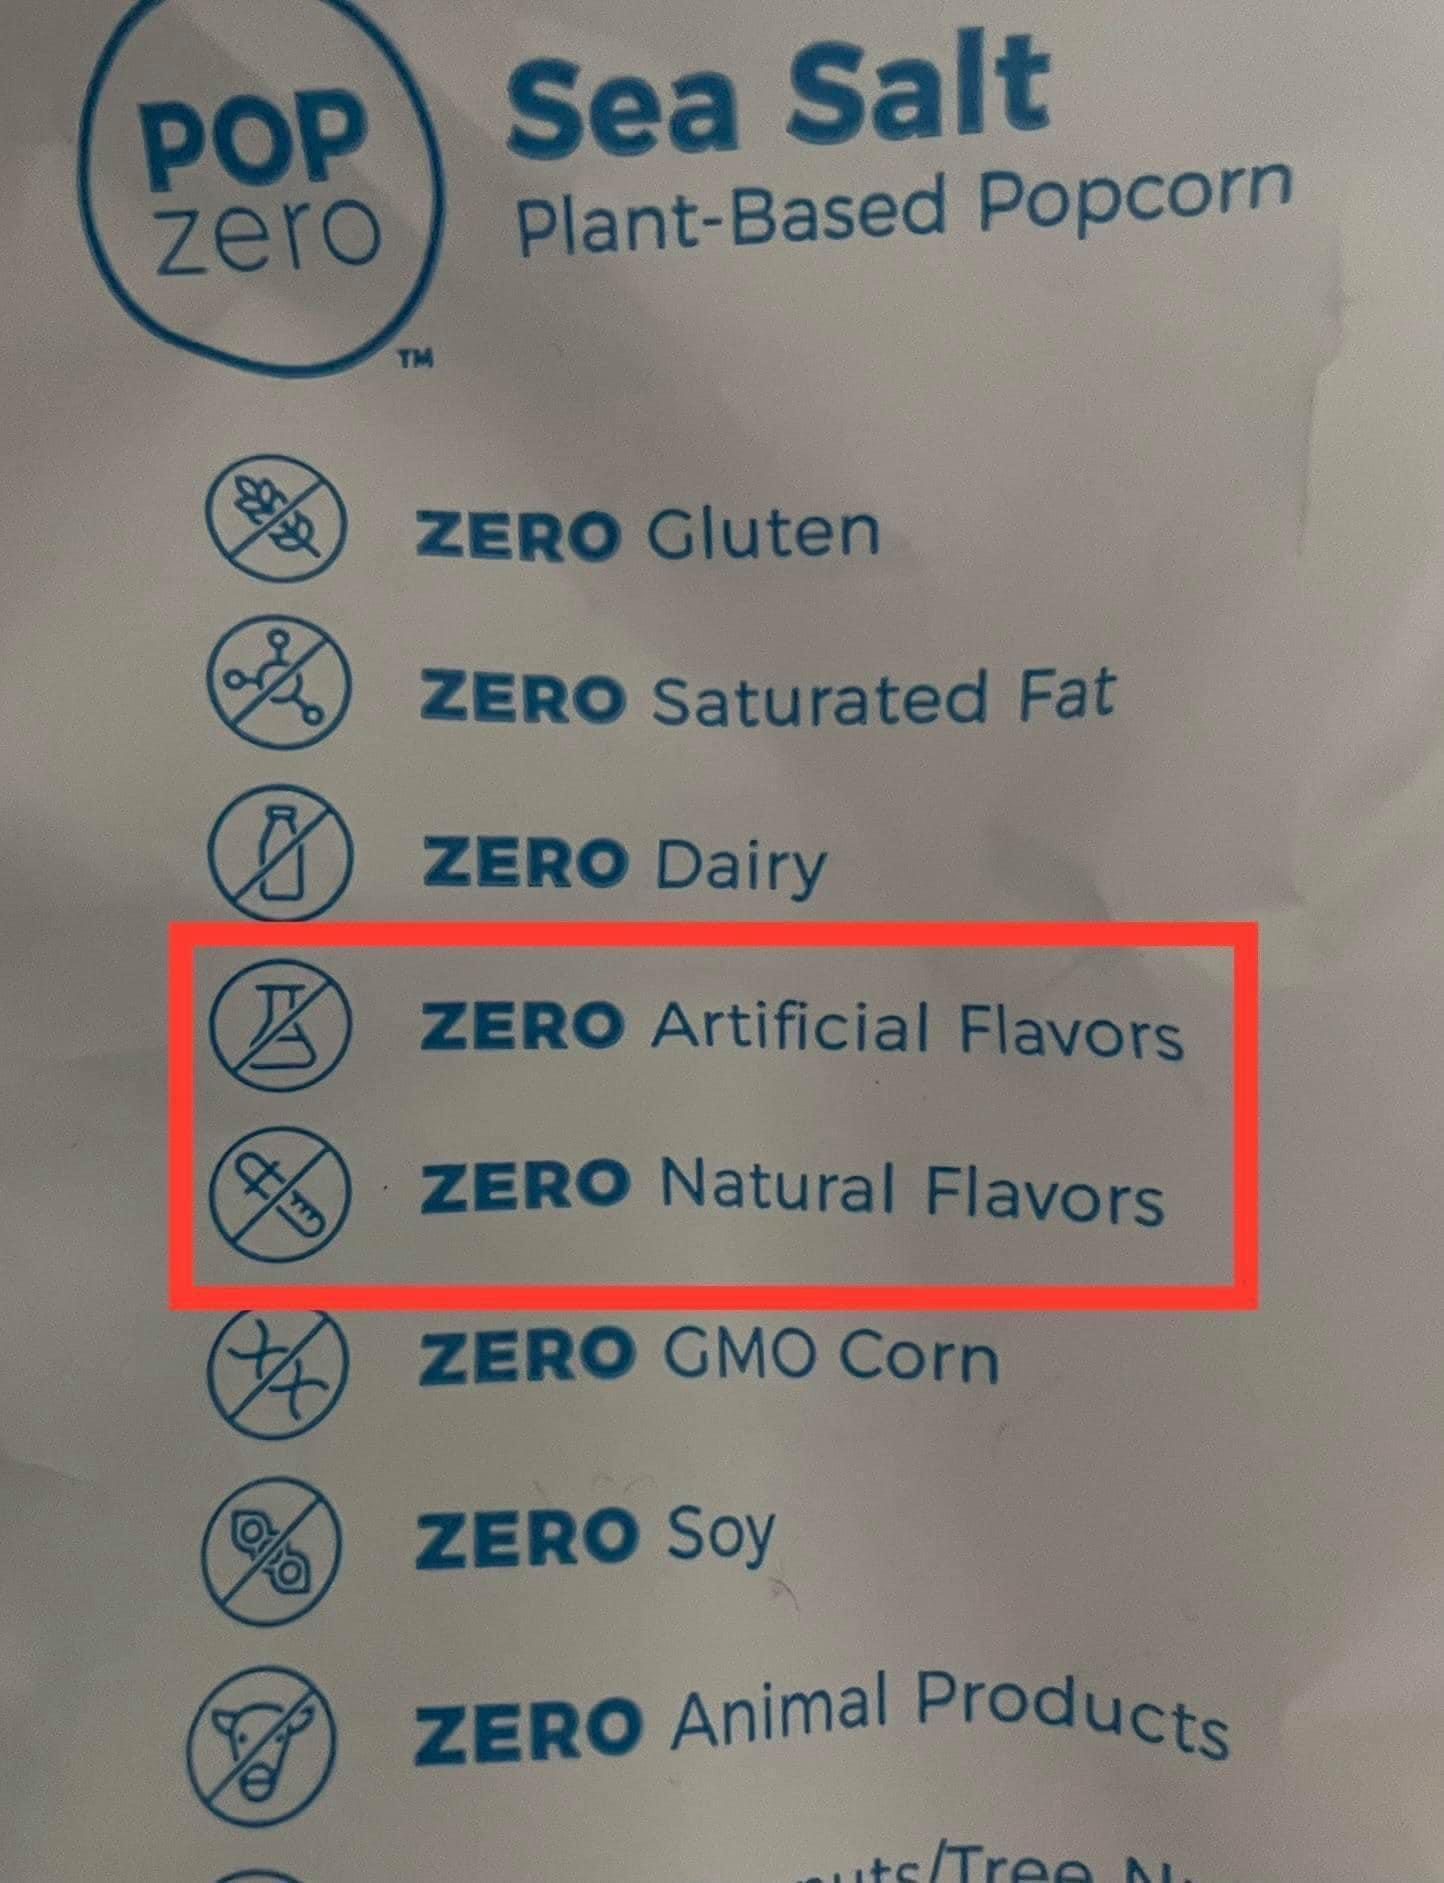 POP
zero
TM
Sea Salt
Plant-Based Popcorn
ZERO Gluten
ZERO Saturated Fat
ZERO Dairy
ZERO Artificial Flavors
ZERO Natural Flavors
ZERO GMO Corn
ZERO Soy
ZERO Animal Products